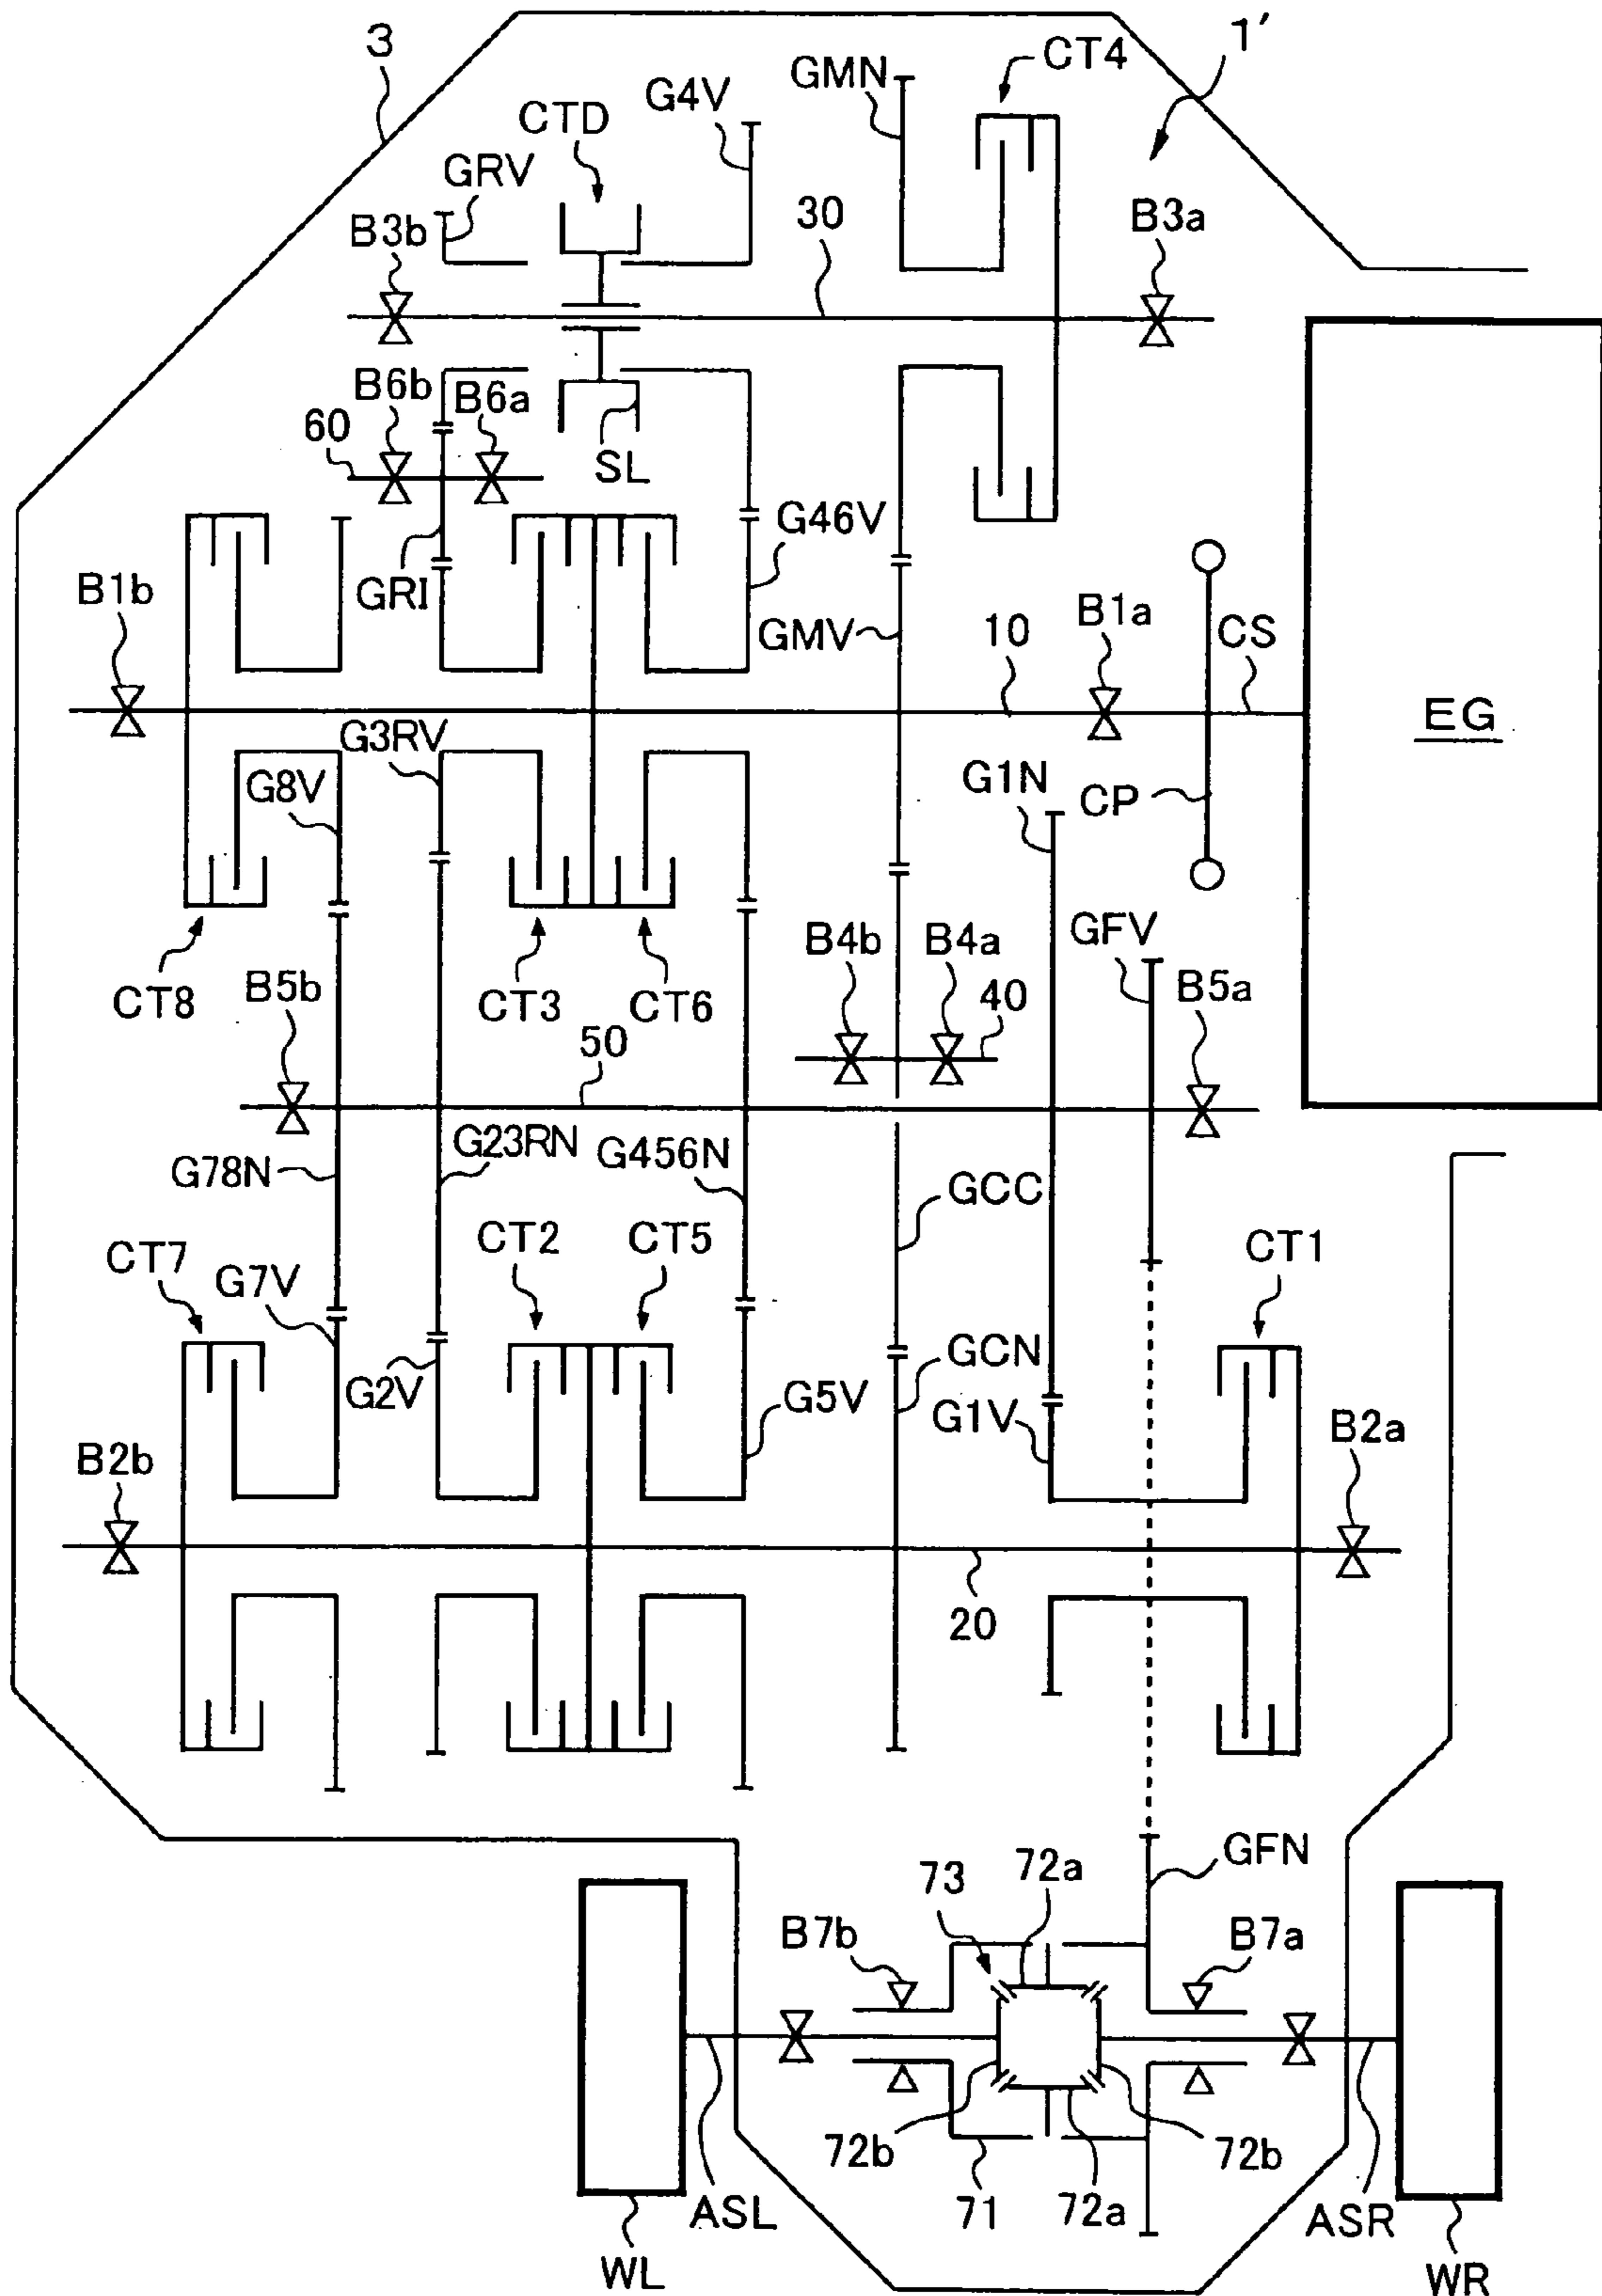 3
1′
CT4
GMN
G4V
CTD
GRV
30
B3a
B3b
B6b
B6a
60
SL
G46V
GRI
B1b
B1a
CS
10
GMV
EG
G3RV
G8V
G1N
CP
GFV
B4b
B4a
B5b
B5a
CT8
CT3
CT6
40
50
G23RN
G456N
G78N
GCC
CT2
CT5
CT1
CT7
G7V
GCN
G2V
G5V
G1V
B2a
B2b
20
GFN
73
72a
B7b
B7a
72b
72b
71
72a
ASL
ASR
WL
WR